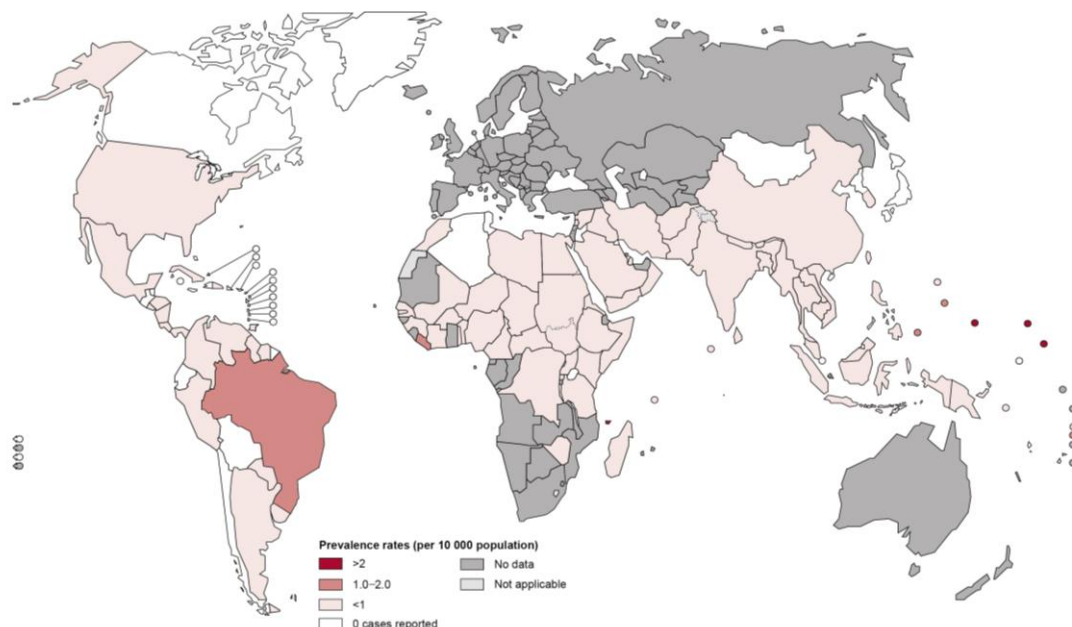 Prevalence rates (per 10 000 population)
>2
1.0–2.0
<1
0 cases reported
No data
Not applicable